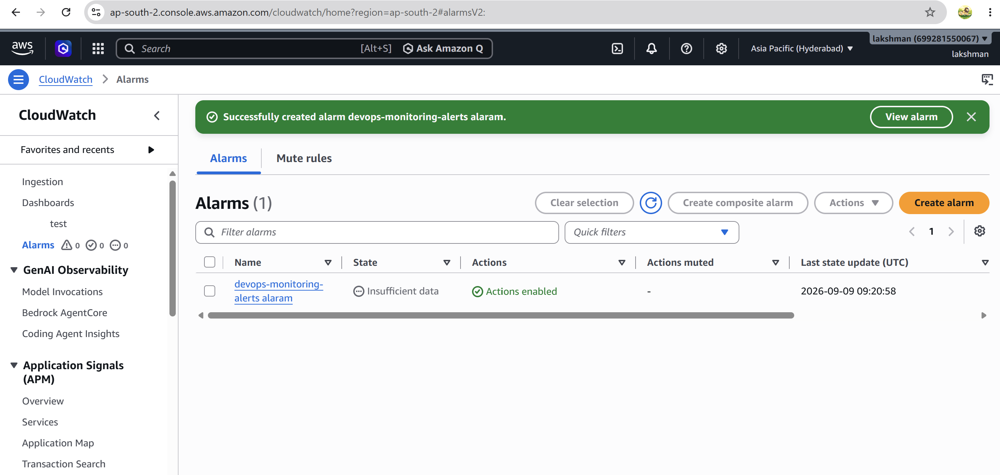 ap-south-2.console.aws.amazon.com/cloudwatch/home?region=ap-south-2#alarmsV2:
aws
Search
[Alt+S]
Ask Amazon Q
Asia Pacific (Hyderabad)
lakshman (699281550067)
lakshman
CloudWatch
Alarms
CloudWatch
Favorites and recents
Ingestion
Dashboards
test
Alarms 0 0 0
GenAI Observability
Model Invocations
Bedrock AgentCore
Coding Agent Insights
Application Signals
(APM)
Overview
Services
Application Map
Transaction Search
Successfully created alarm devops-monitoring-alerts alaram.
View alarm
Alarms
Mute rules
Alarms (1)
Clear selection
Create composite alarm
Actions
Create alarm
Filter alarms
Quick filters
1
Name
State
Actions
Actions muted
Last state update (UTC)
devops-monitoring-
alerts alaram
Insufficient data
Actions enabled
-
2026-09-09 09:20:58